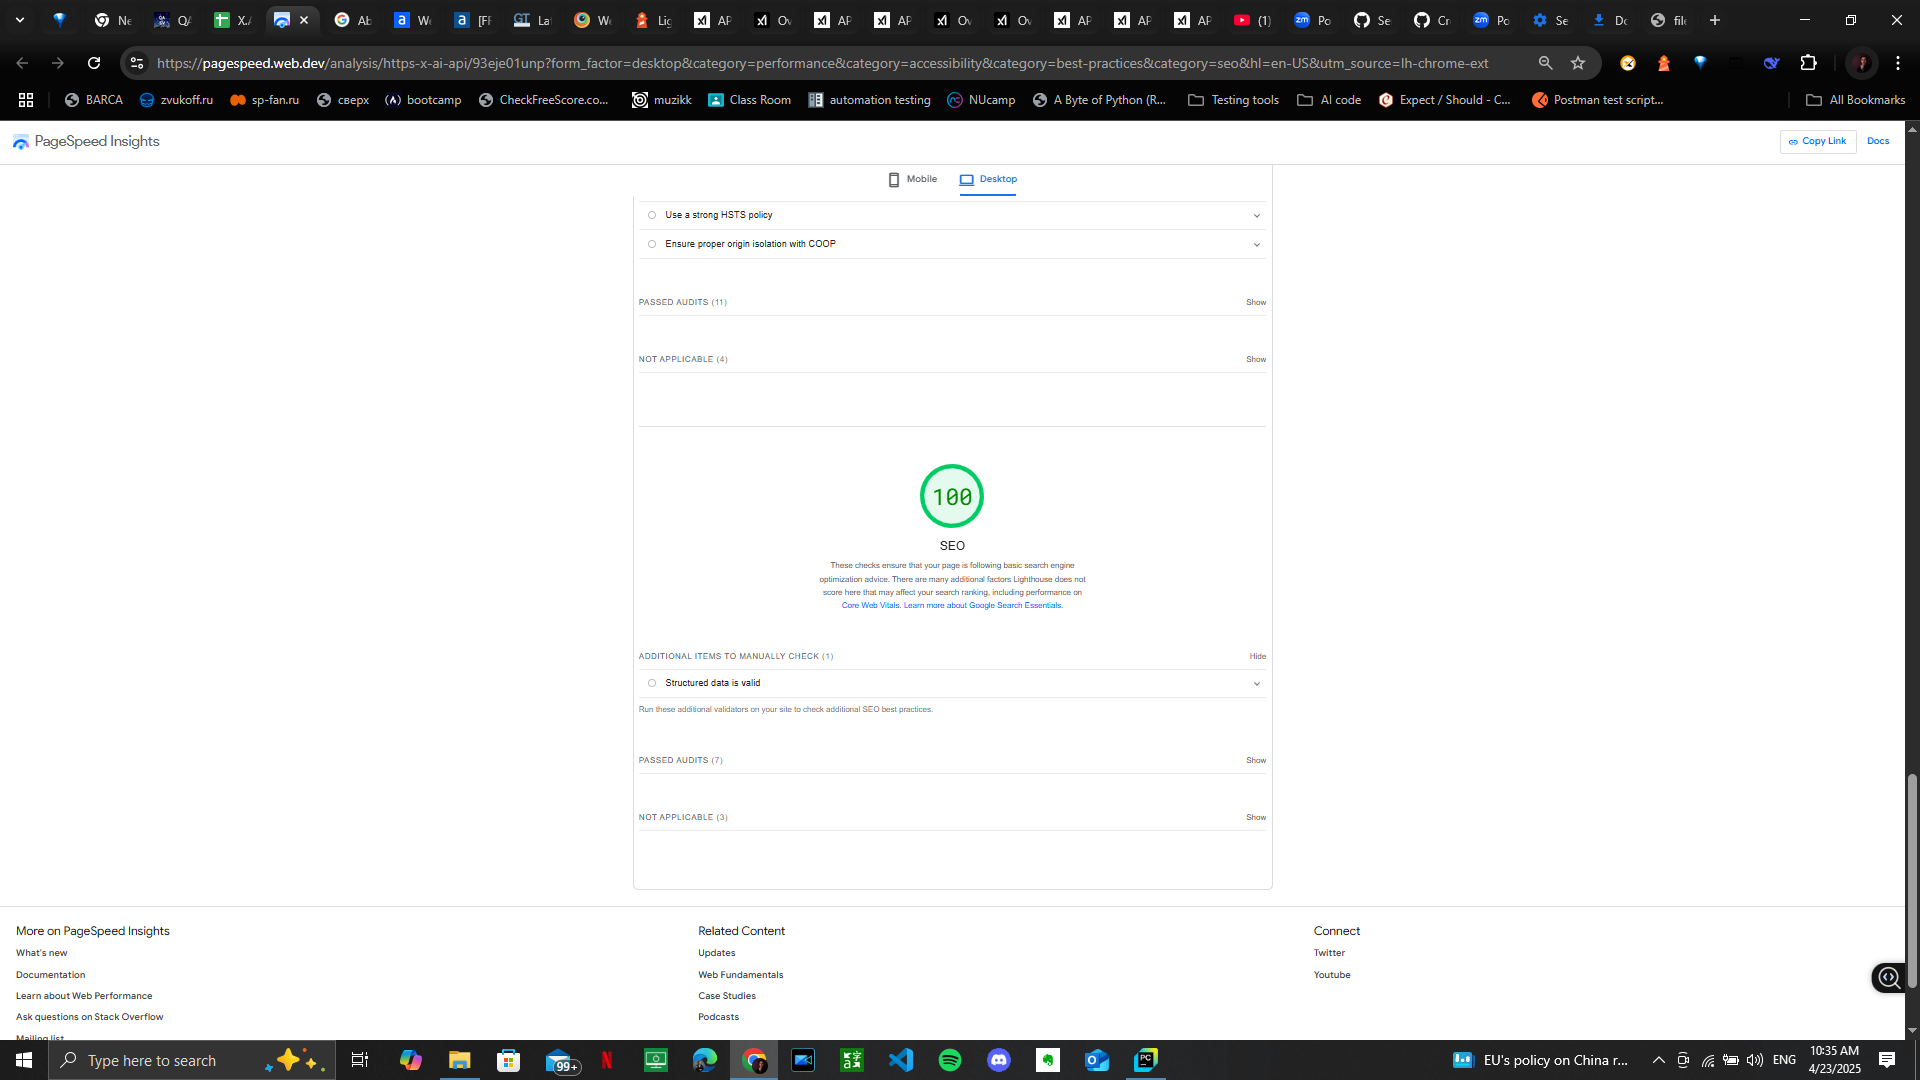 Ne
QA
X.A
Ab
We
[FF
Lat
We
Lig
AP
Ov
AP
AP
Ov
Ov
AP
AP
AP
(1)
Po
Se
Cr
Po
Se
Do
file
https://pagespeed.web.dev/analysis/https-x-ai-api/93eje01unp?form_factor=desktop&category=performance&category=accessibility&category=best-practices&category=seo&hl=en-US&utm_source=lh-chrome-ext
BARCA
zvukoff.ru
sp-fan.ru
сверх
bootcamp
CheckFreeScore.co...
muzikk
Class Room
automation testing
NUcamp
A Byte of Python (R...
Testing tools
AI code
Expect / Should - C...
Postman test script...
All Bookmarks
PageSpeed Insights
Copy Link
Docs
Mobile
Desktop
Use a strong HSTS policy
Ensure proper origin isolation with COOP
PASSED AUDITS (11)
Show
NOT APPLICABLE (4)
Show
100
SEO
These checks ensure that your page is following basic search engine
optimization advice. There are many additional factors Lighthouse does not
score here that may affect your search ranking, including performance on
Core Web Vitals. Learn more about Google Search Essentials.
ADDITIONAL ITEMS TO MANUALLY CHECK (1)
Hide
Structured data is valid
Run these additional validators on your site to check additional SEO best practices.
PASSED AUDITS (7)
Show
NOT APPLICABLE (3)
Show
More on PageSpeed Insights
What's new
Documentation
Learn about Web Performance
Ask questions on Stack Overflow
Mailing list
Related Content
Updates
Web Fundamentals
Case Studies
Podcasts
Connect
Twitter
Youtube
Type here to search
99+
EU's policy on China r...
ENG
10:35 AM
4/23/2025